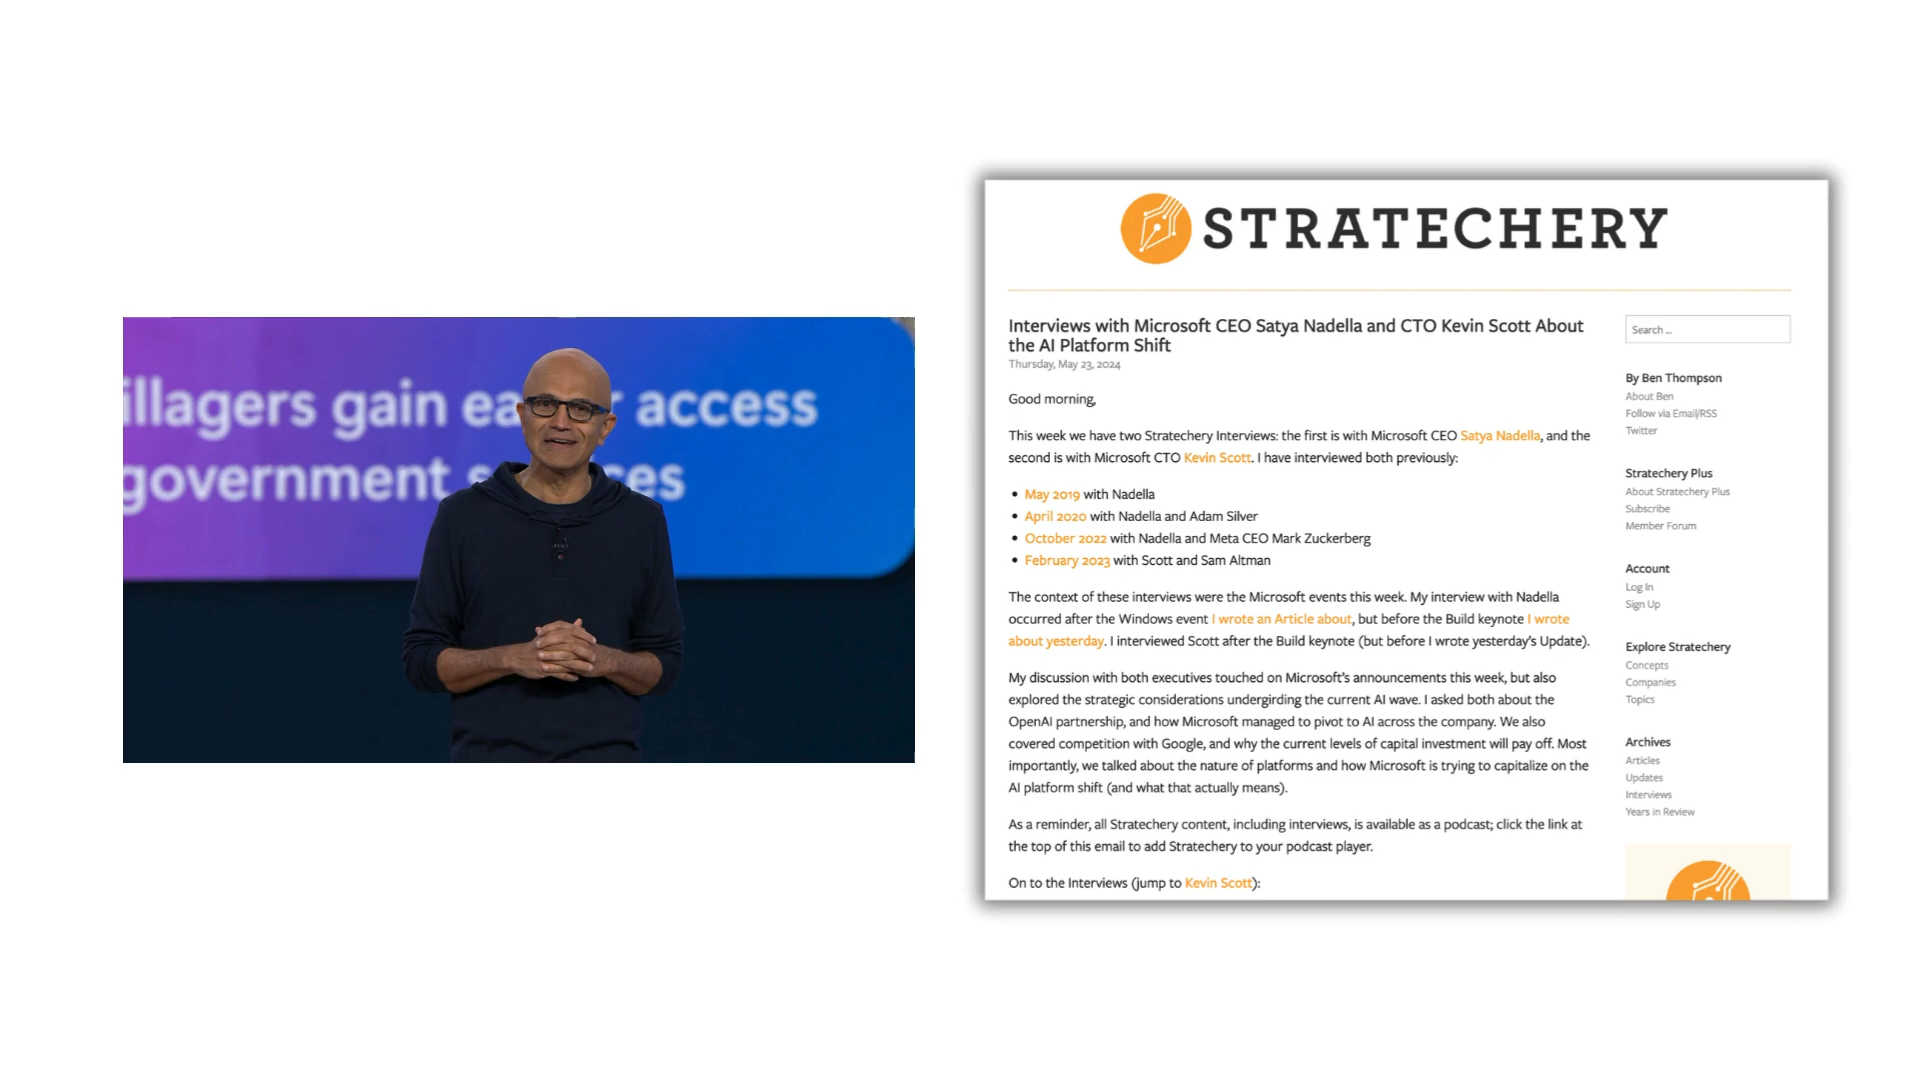 illagers gain ea r access
government s ces
STRATECHERY
Interviews with Microsoft CEO Satya Nadella and CTO Kevin Scott About
the AI Platform Shift
Thursday, May 23, 2024
Good morning,
This week we have two Stratechery Interviews: the first is with Microsoft CEO Satya Nadella, and the
second is with Microsoft CTO Kevin Scott. I have interviewed both previously:
• May 2019 with Nadella
• April 2020 with Nadella and Adam Silver
• October 2022 with Nadella and Meta CEO Mark Zuckerberg
• February 2023 with Scott and Sam Altman
The context of these interviews were the Microsoft events this week. My interview with Nadella
occurred after the Windows event I wrote an Article about, but before the Build keynote I wrote
about yesterday. I interviewed Scott after the Build keynote (but before I wrote yesterday's Update).
My discussion with both executives touched on Microsoft's announcements this week, but also
explored the strategic considerations undergirding the current AI wave. I asked both about the
OpenAI partnership, and how Microsoft managed to pivot to AI across the company. We also
covered competition with Google, and why the current levels of capital investment will pay off. Most
importantly, we talked about the nature of platforms and how Microsoft is trying to capitalize on the
AI platform shift (and what that actually means).
As a reminder, all Stratechery content, including interviews, is available as a podcast; click the link at
the top of this email to add Stratechery to your podcast player.
On to the Interviews (jump to Kevin Scott):
Search ...
By Ben Thompson
About Ben
Follow via Email/RSS
Twitter
Stratechery Plus
About Stratechery Plus
Subscribe
Member Forum
Account
Log In
Sign Up
Explore Stratechery
Concepts
Companies
Topics
Archives
Articles
Updates
Interviews
Years in Review